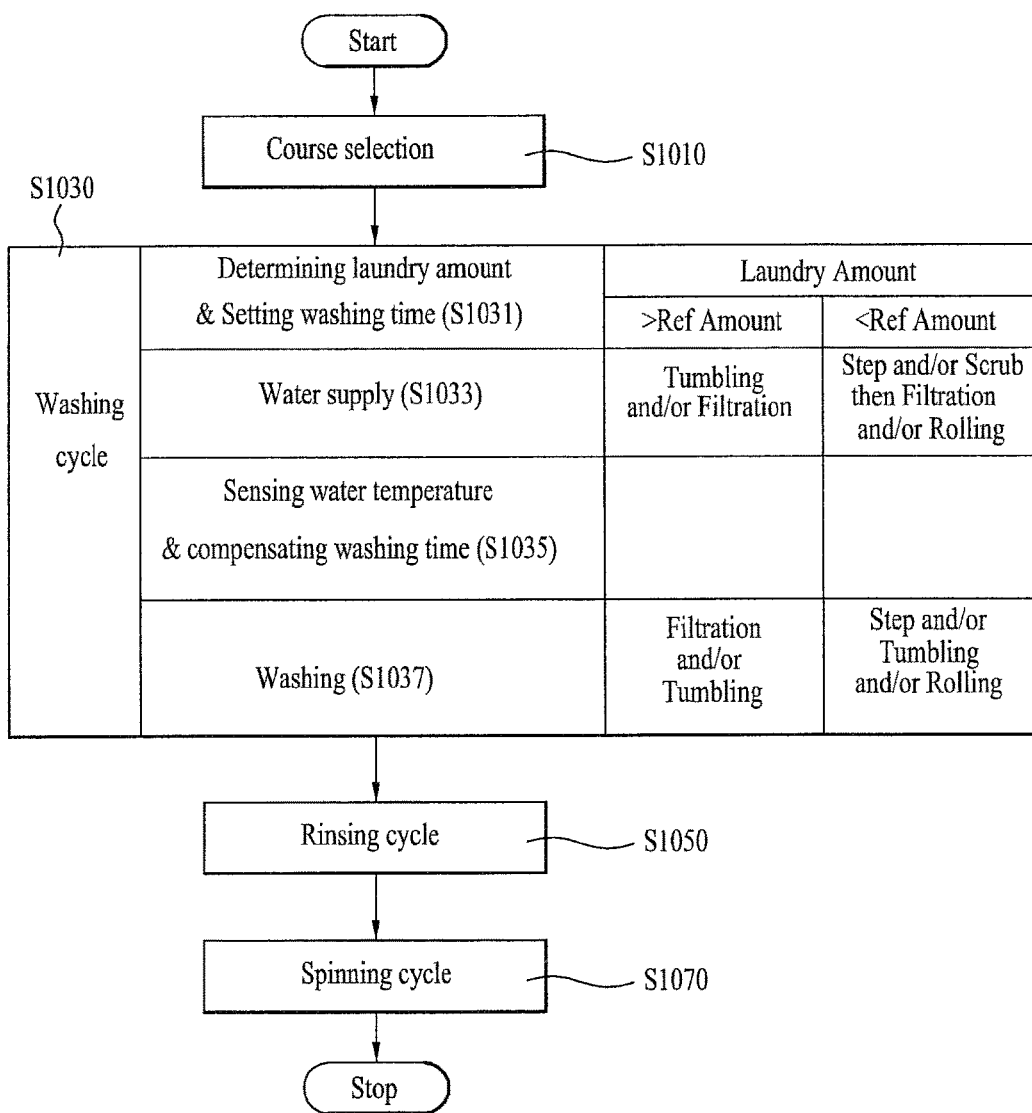 Start
Course selection
S1010
S1030
Washing
cycle
Determining laundry amount
& Setting washing time (S1031)
Laundry Amount
>Ref Amount
<Ref Amount
Water supply (S1033)
Tumbling
and/or Filtration
Step and/or Scrub
then Filtration
and/or Rolling
Sensing water temperature
& compensating washing time (S1035)
Washing (S1037)
Filtration
and/or
Tumbling
Step and/or
Tumbling
and/or Rolling
Rinsing cycle
S1050
Spinning cycle
S1070
Stop